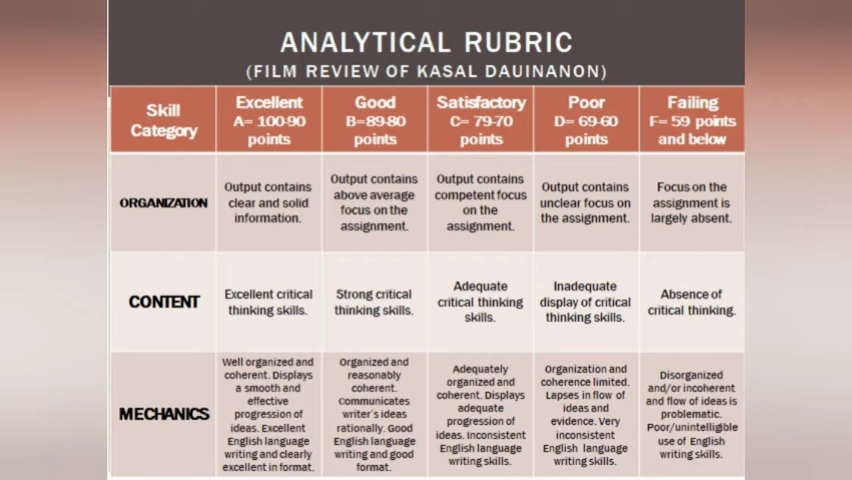 ANALYTICAL RUBRIC
(FILM REVIEW OF KASAL DAUINANON)
Skill
Category
Excellent
A= 100-90
points
Good
B=89-80
points
Satisfactory
C= 79-70
points
Poor
D= 69-60
points
Failing
F= 59 points
and below
ORGANIZATION
Output contains
clear and solid
information.
Output contains
above average
focus on the
assignment.
Output contains
competent focus
on the
assignment.
Output contains
unclear focus on
the assignment.
Focus on the
assignment is
largely absent.
CONTENT
Excellent critical
thinking skills.
Strong critical
thinking skills.
Adequate
critical thinking
skills.
Inadequate
display of critical
thinking skills.
Absence of
critical thinking.
MECHANICS
Well organized and
coherent. Displays
a smooth and
effective
progression of
ideas. Excellent
English language
writing and clearly
excellent in format.
Organized and
reasonably
coherent.
Communicates
writer's ideas
rationally. Good
English language
writing and good
format.
Adequately
organized and
coherent. Displays
adequate
progression of
ideas. Inconsistent
English language
writing skills.
Organization and
coherence limited.
Lapses in flow of
ideas and
evidence. Very
inconsistent
English language
writing skills.
Disorganized
and/or incoherent
and flow of ideas is
problematic.
Poor/unintelligible
use of English
writing skills.